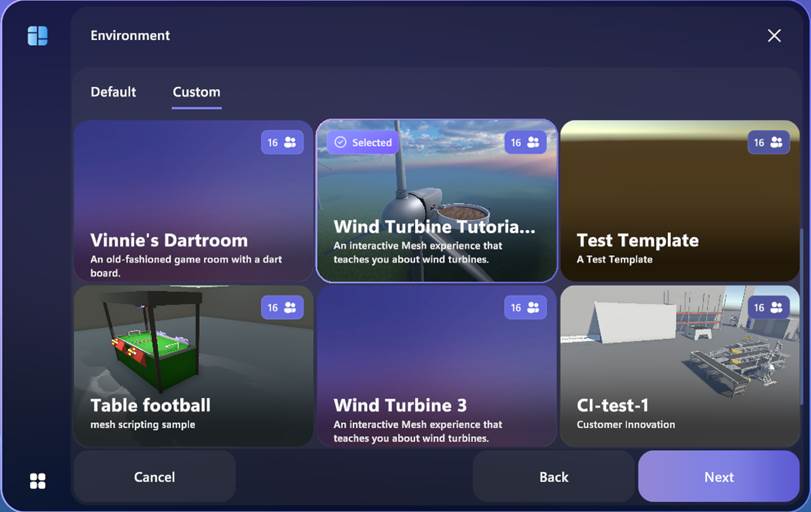 Environment
Default
Custom
16
Vinnie's Dartroom
An old-fashioned game room with a dart
board.
Selected
16
Wind Turbine Tutoria...
An interactive Mesh experience that
teaches you about wind turbines.
16
Test Template
A Test Template
16
Table football
mesh scripting sample
16
Wind Turbine 3
An interactive Mesh experience that
teaches you about wind turbines.
16
CI-test-1
Customer Innovation
Cancel
Back
Next